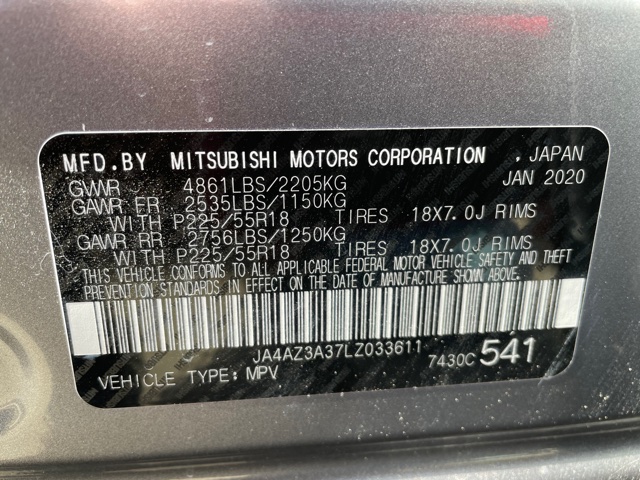 MFD.BY MITSUBISHI MOTORS CORPORATION , JAPAN
GVWR 4861LBS/2205KG JAN 2020
GAWR FR 2535LBS/1150KG
WITH P225/55R18 TIRES 18X7.0J RIMS
GAWR RR 2756LBS/1250KG
WITH P225/55R18 TIRES 18X7.0J RIMS
THIS VEHICLE CONFORMS TO ALL APPLICABLE FEDERAL MOTOR VEHICLE SAFETY AND THEFT
PREVENTION STANDARDS IN EFFECT ON THE DATE OF MANUFACTURE SHOWN ABOVE.
JA4AZ3A37LZ033611
7430C 541
VEHICLE TYPE: MPV